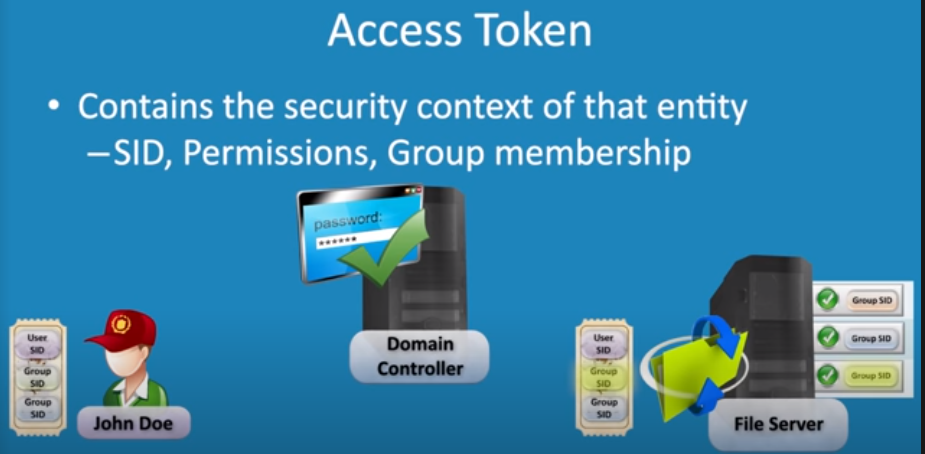 Access Token
• Contains the security context of that entity
–SID, Permissions, Group membership
password:
******
Domain
Controller
User
SID
Group
SID
Group
SID
John Doe
User
SID
Group
SID
Group
SID
File Server
Group SID
Group SID
Group SID